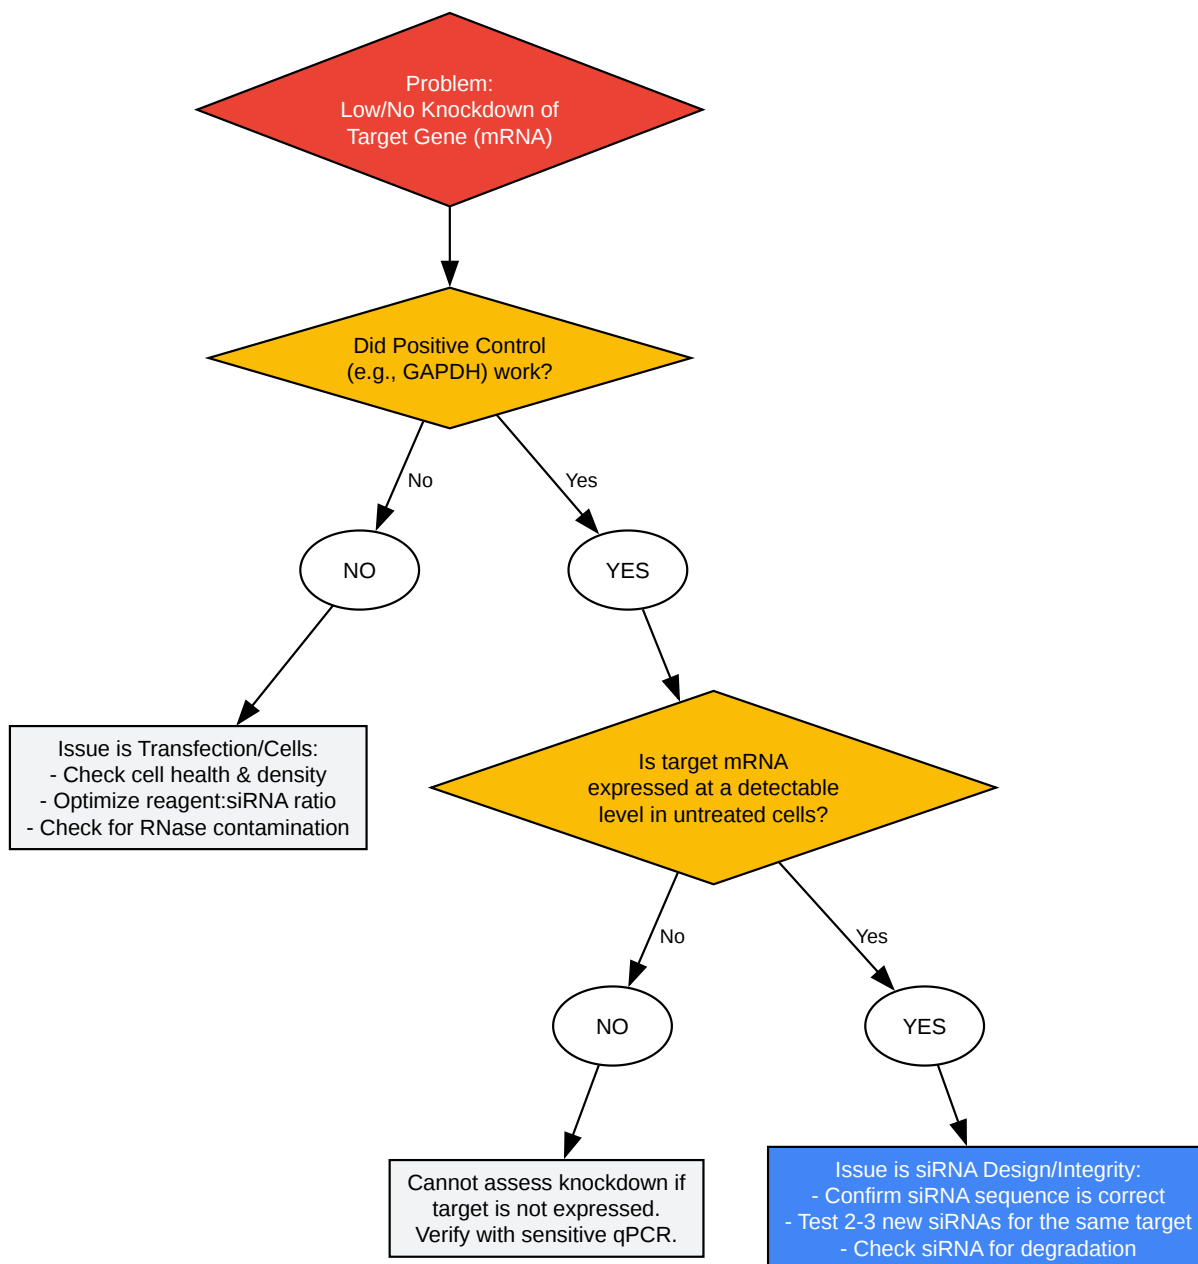 Problem:
Low/No Knockdown of
Target Gene (mRNA)
Did Positive Control
(e.g., GAPDH) work?
No
Yes
NO
YES
Issue is Transfection/Cells:
- Check cell health & density
- Optimize reagent:siRNA ratio
- Check for RNase contamination
Is target mRNA
expressed at a detectable
level in untreated cells?
No
Yes
NO
YES
Cannot assess knockdown if
target is not expressed.
Verify with sensitive qPCR.
Issue is siRNA Design/Integrity:
- Confirm siRNA sequence is correct
- Test 2-3 new siRNAs for the same target
- Check siRNA for degradation